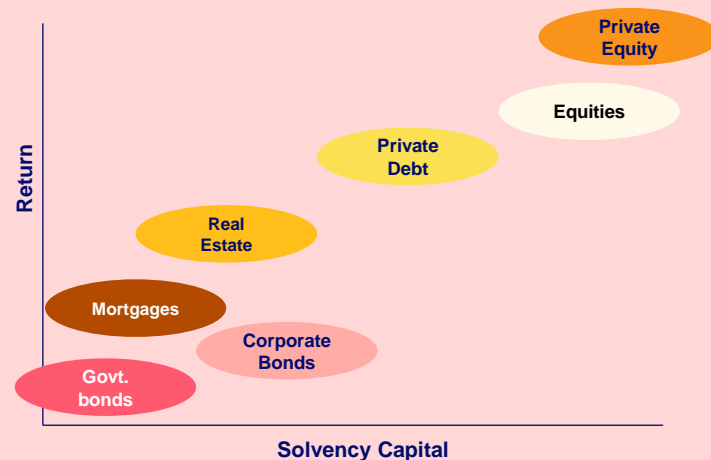 Private
Equity
Equities
Private
Debt
Return
Real
Estate
Mortgages
Corporate
Bonds
Govt.
bonds
Solvency Capital